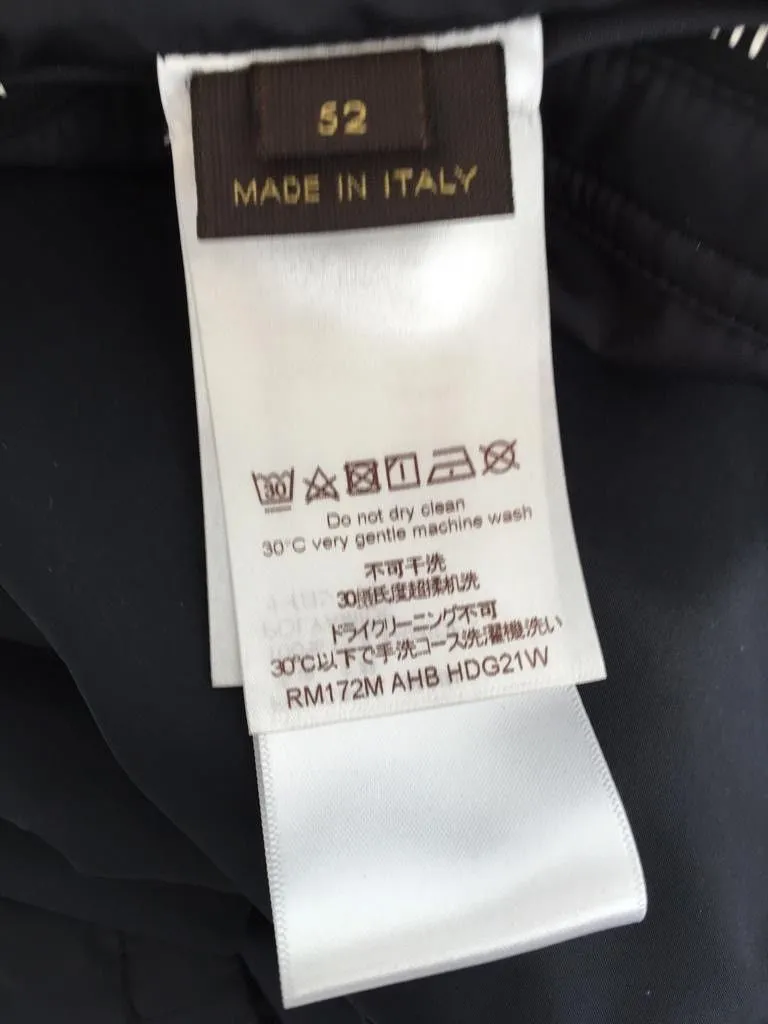 52
MADE IN ITALY
30
Do not dry clean
30°C very gentle machine wash
不可干洗
30摄氏度超揉机洗
ドライクリーニング不可
30℃以下で手洗コース洗濯機洗い
RM172M AHB HDG21W